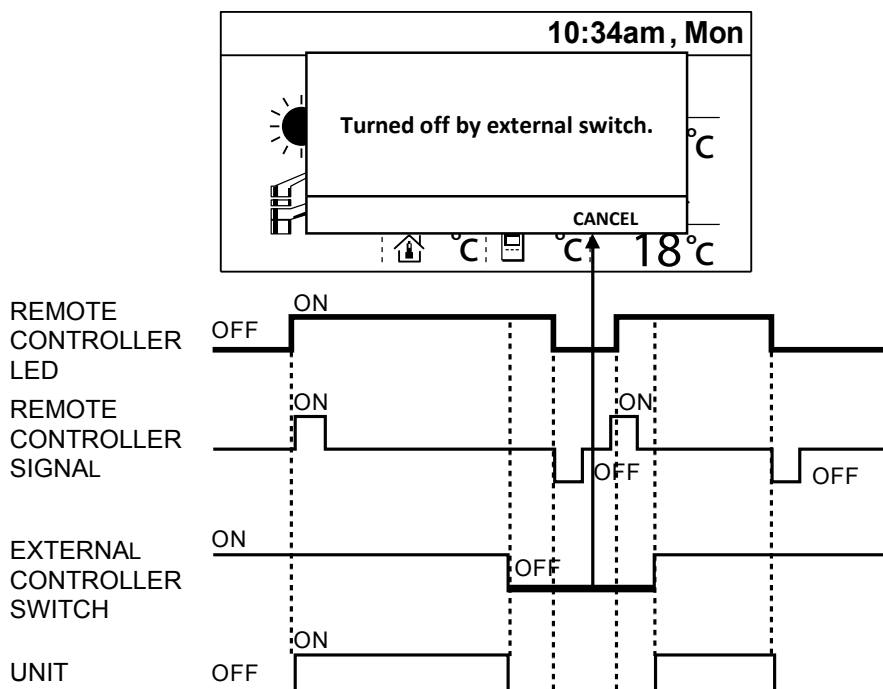 10:34am, Mon
Turned off by external switch.
°C
CANCEL
°C °C 18°C
REMOTE CONTROLLER LED
OFF ON
REMOTE CONTROLLER SIGNAL
ON OFF ON OFF
EXTERNAL CONTROLLER SWITCH
ON OFF
UNIT
OFF ON